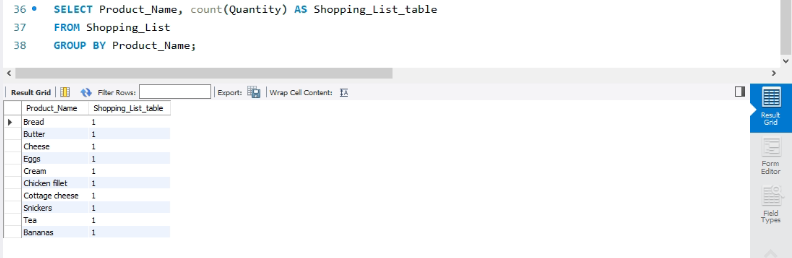 36 SELECT Product_Name, count(Quantity) AS Shopping_List_table
37 FROM Shopping_List
38 GROUP BY Product_Name;
Result Grid Filter Rows: Export: Wrap Cell Content:
Product_Name Shopping_List_table
Bread 1
Butter 1
Cheese 1
Eggs 1
Cream 1
Chicken fillet 1
Cottage cheese 1
Snickers 1
Tea 1
Bananas 1
Result
Grid
Form
Editor
Field
Types